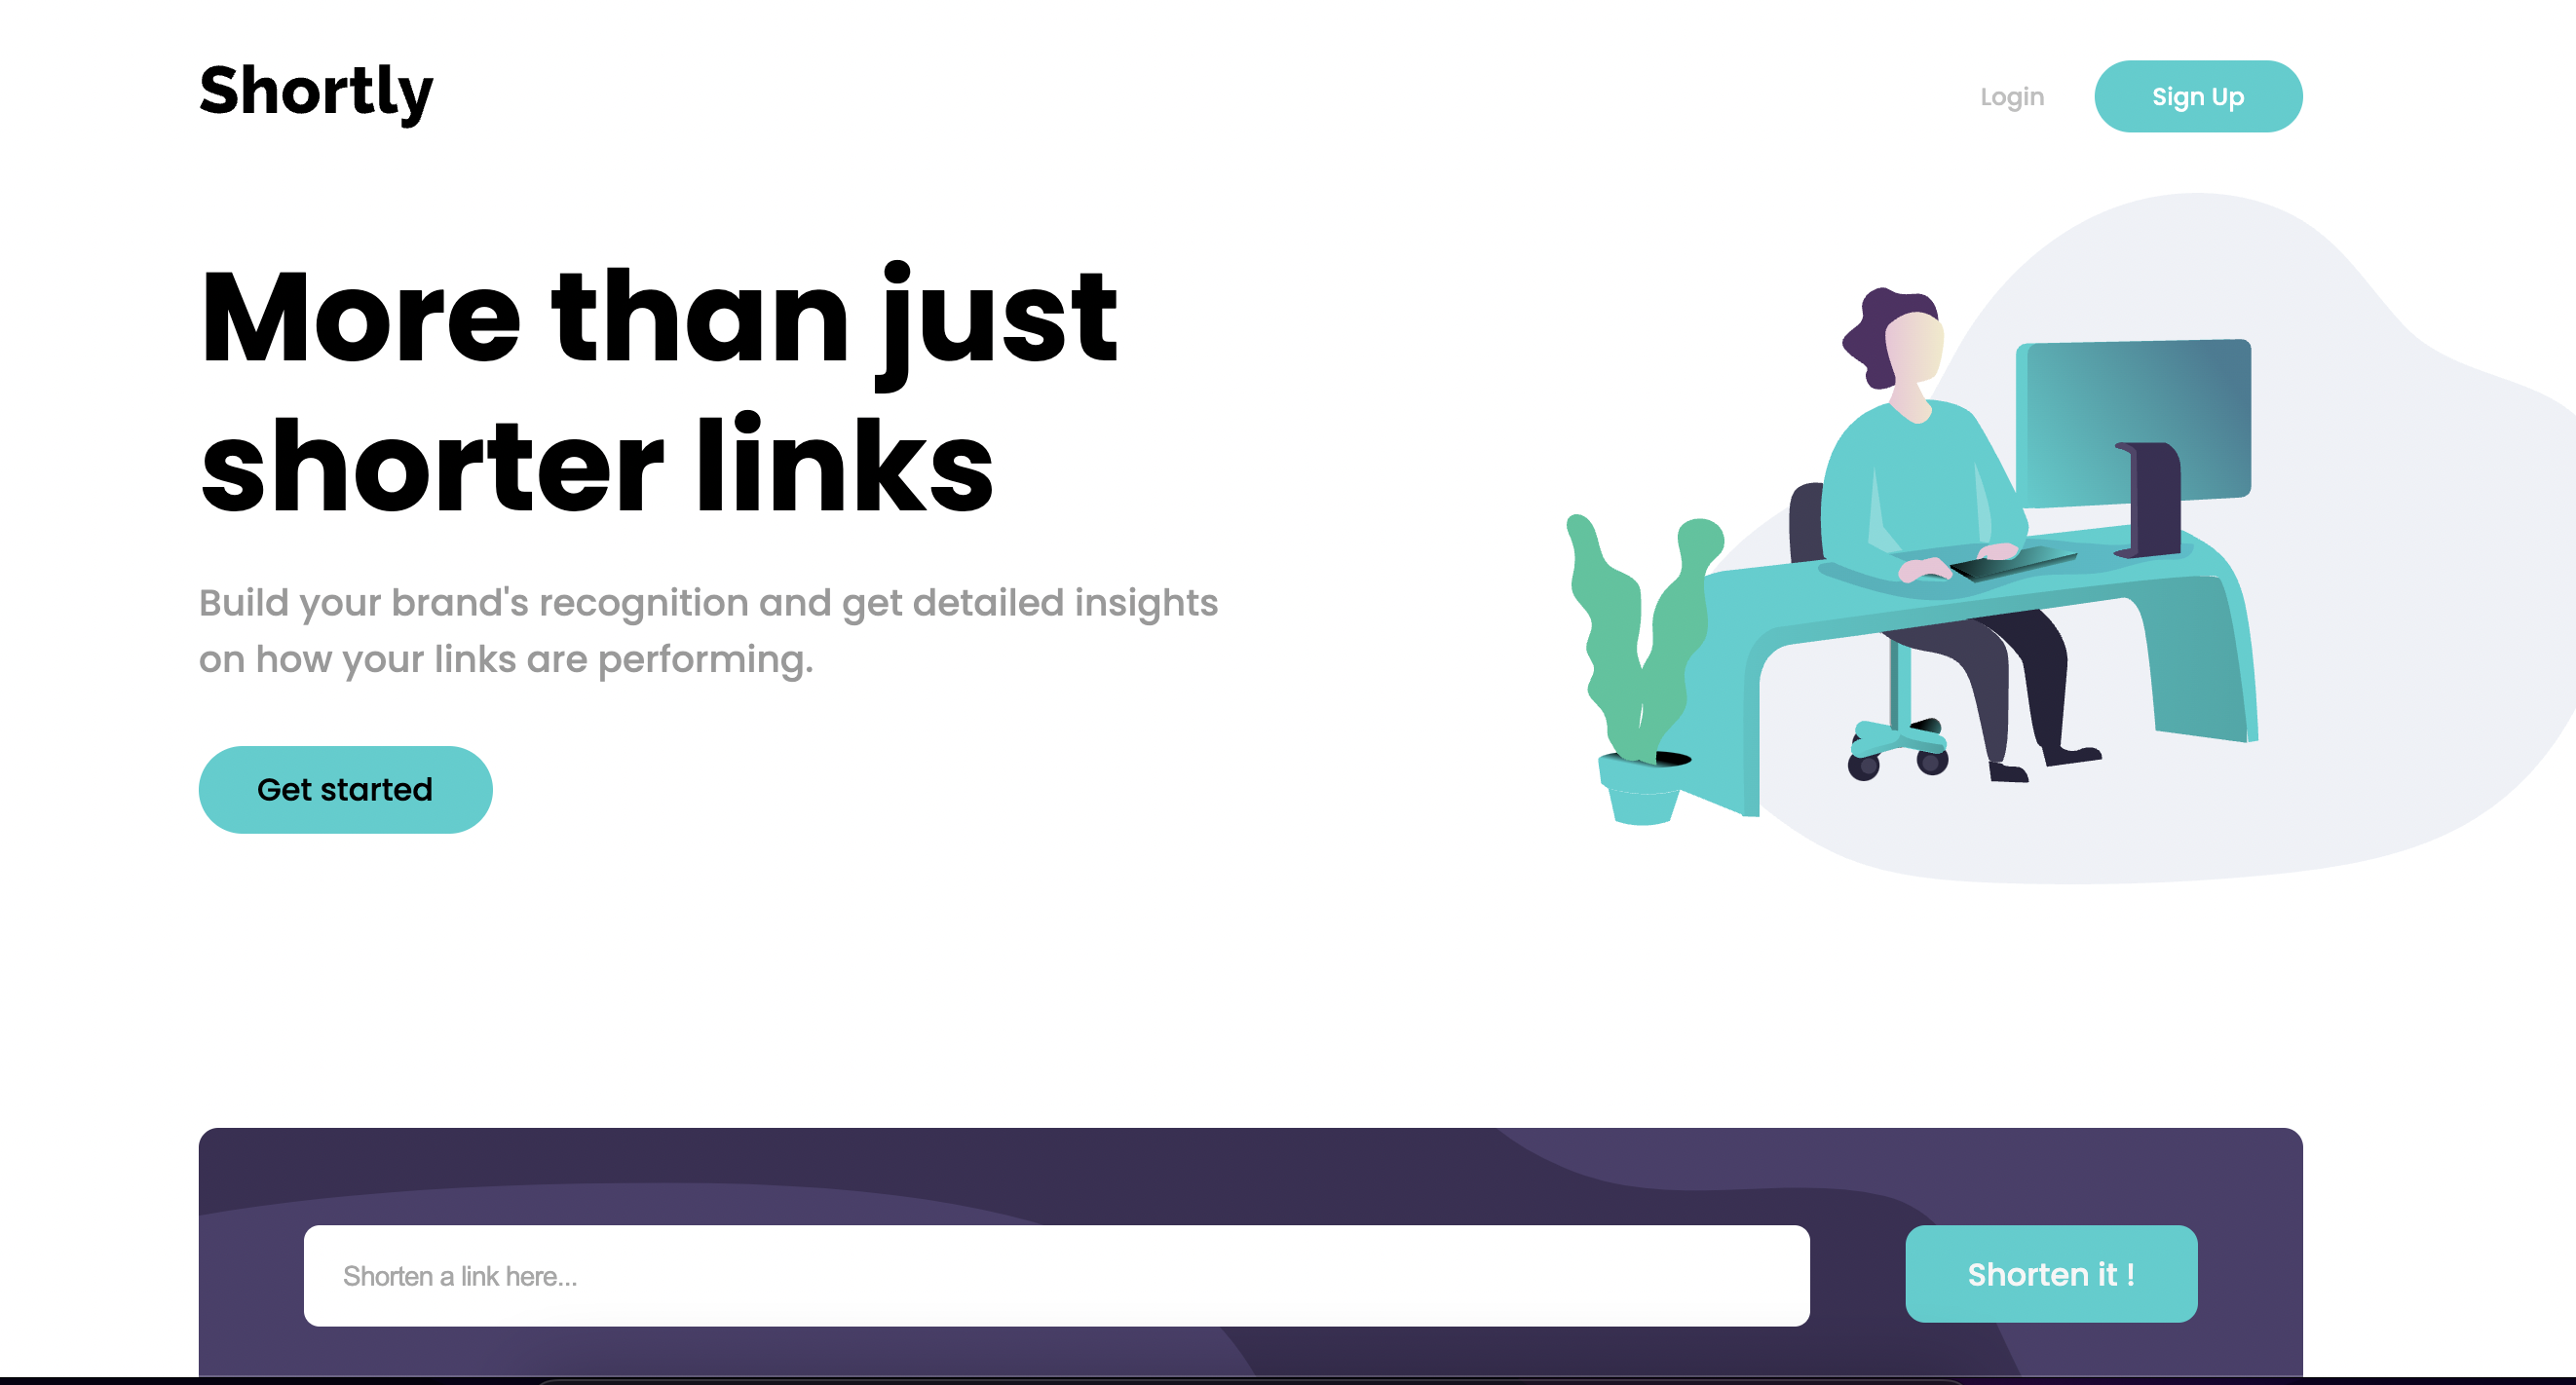 Shortly
Login
Sign Up
More than just
shorter links
Build your brand's recognition and get detailed insights
on how your links are performing.
Get started
Shorten a link here...
Shorten it !